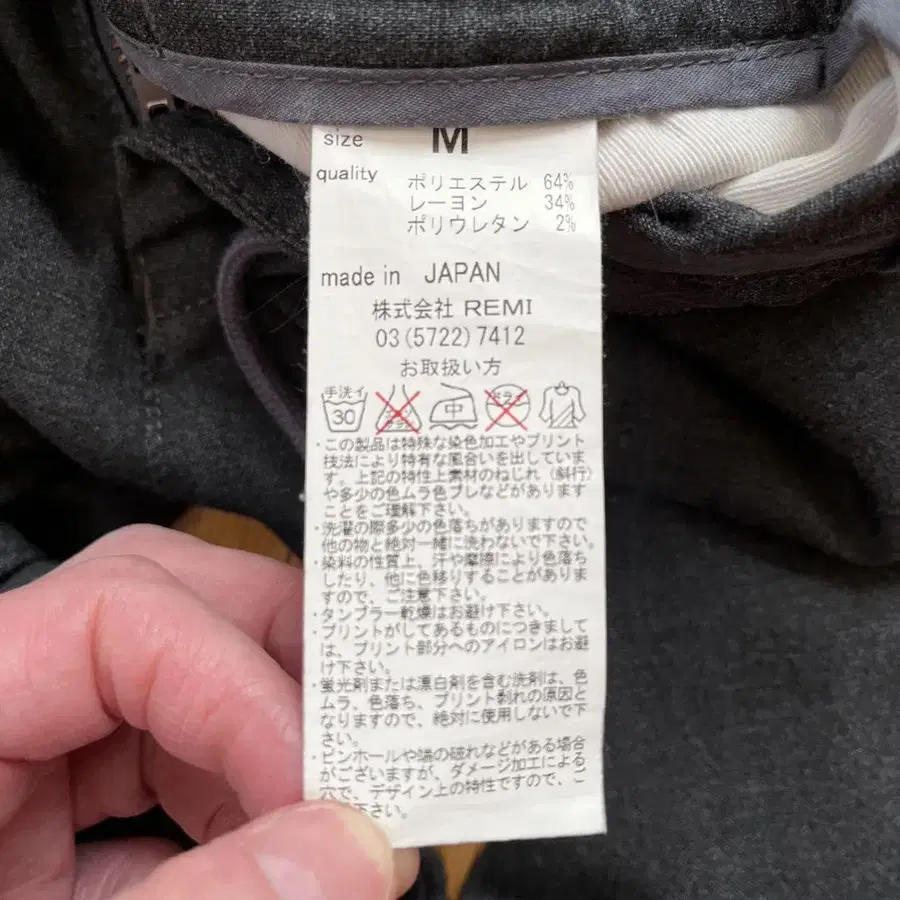 size M
quality
ポリエステル 64%
レーヨン 34%
ポリウレタン 2%
made in JAPAN
株式会社 REMI
03(5722)7412
お取扱い方
手洗イ
30
エンソ
サラシ
中
ドライ
・この製品は特殊な染色加工やプリント
技法により特有な風合いを出していま
す。上記の特性上素材のねじれ（斜行）
や多少の色ムラ色ブレなどがあります
ことをご理解下さい。
・洗濯の際多少の色落ちがありますので
他の物と絶対一緒に洗わないで下さい。
・染料の性質上、汗や摩擦により色落ち
したり、他に色移りすることがありま
すので、ご注意下さい。
・タンブラー乾燥はお避け下さい。
・プリントがしてあるものにつきまして
は、プリント部分へのアイロンはお避
け下さい。
・蛍光剤または漂白剤を含む洗剤は、色
ムラ、色落ち、プリント剥れの原因と
なりますので、絶対に使用しないで下
さい。
・ピンホールや端の破れなどがある場合
がございますが、ダメージ加工による
穴で、デザイン上の特性ですので、ご
下さい。